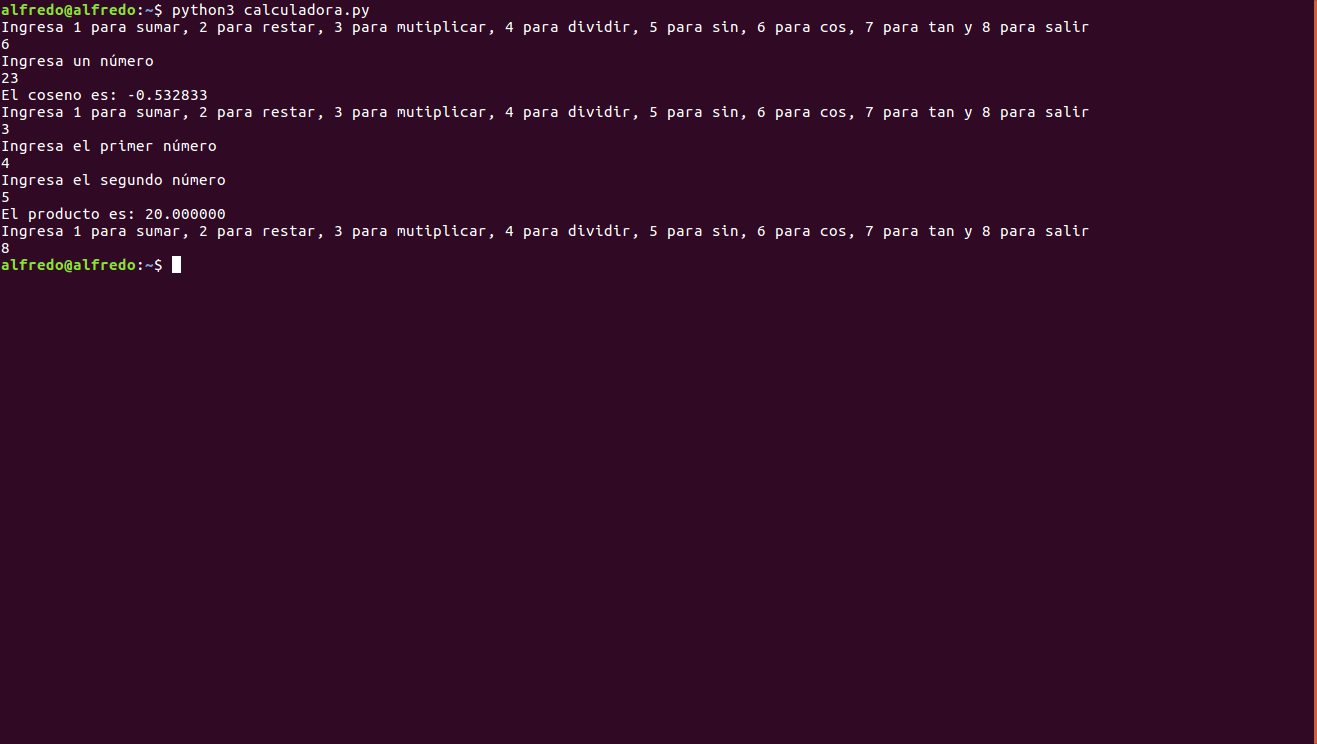 alfredo@alfredo:~$ python3 calculadora.py
Ingresa 1 para sumar, 2 para restar, 3 para mutiplicar, 4 para dividir, 5 para sin, 6 para cos, 7 para tan y 8 para salir
6
Ingresa un número
23
El coseno es: -0.532833
Ingresa 1 para sumar, 2 para restar, 3 para mutiplicar, 4 para dividir, 5 para sin, 6 para cos, 7 para tan y 8 para salir
3
Ingresa el primer número
4
Ingresa el segundo número
5
El producto es: 20.000000
Ingresa 1 para sumar, 2 para restar, 3 para mutiplicar, 4 para dividir, 5 para sin, 6 para cos, 7 para tan y 8 para salir
8
alfredo@alfredo:~$